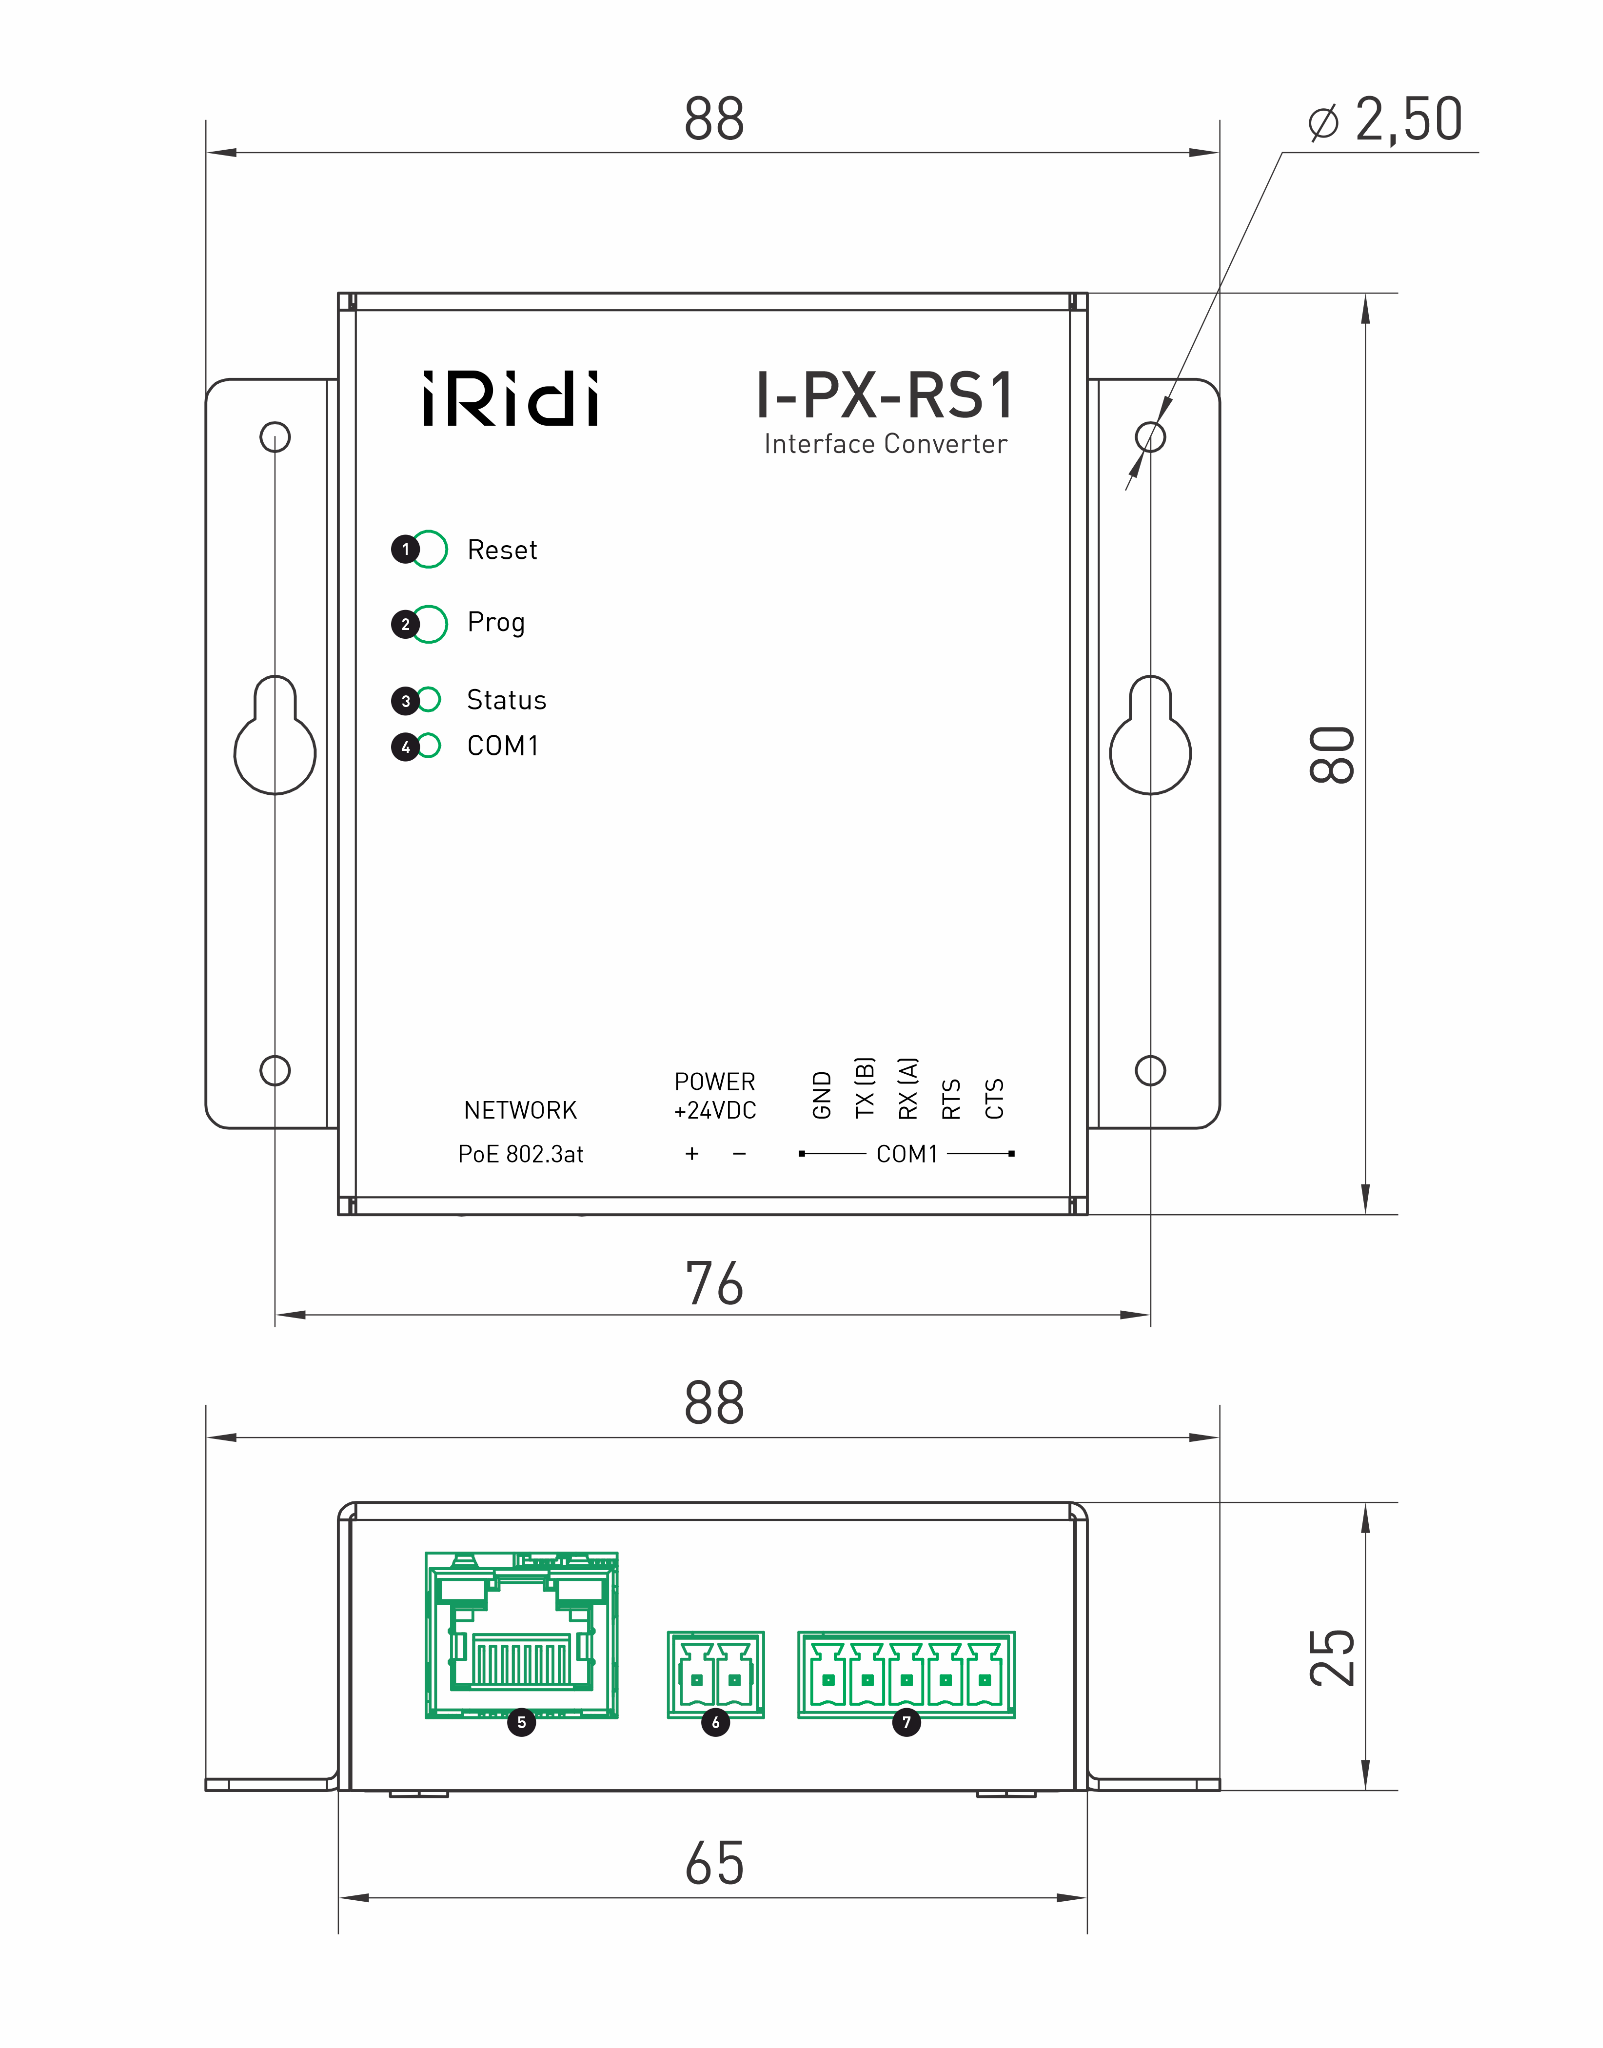 88
⌀ 2,50
iRidi
I-PX-RS1
Interface Converter
1 Reset
2 Prog
3 Status
4 COM1
80
NETWORK
PoE 802.3at
POWER
+24VDC
+ −
GND
TX (B)
RX (A)
RTS
CTS
COM1
76
88
25
5
6
7
65